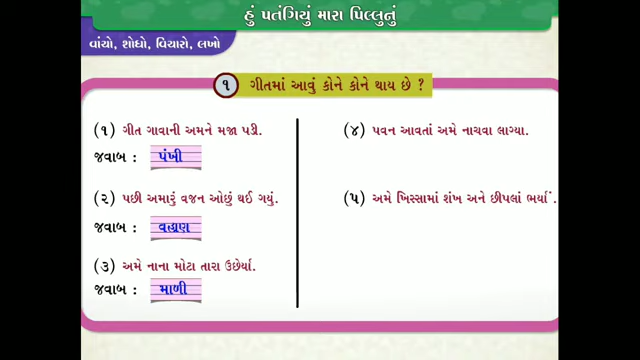 હું પતંગિયું મારા પિલ્લુનું
વાંચો, શોધો, વિચારો, લખો
૧ ગીતમાં આવું કોને કોને થાય છે ?
(૧) ગીત ગાવાની અમને મજા પડી.
જવાબ : પંખી
(૨) પછી અમારું વજન ઓછું થઈ ગયું.
જવાબ : વહાણ
(૩) અમે નાના મોટા તારા ઉછેર્યા.
જવાબ : માળી
(૪) પવન આવતાં અમે નાચવા લાગ્યા.
(૫) અમે ખિસ્સામાં શંખ અને છીપલાં ભર્યાં.